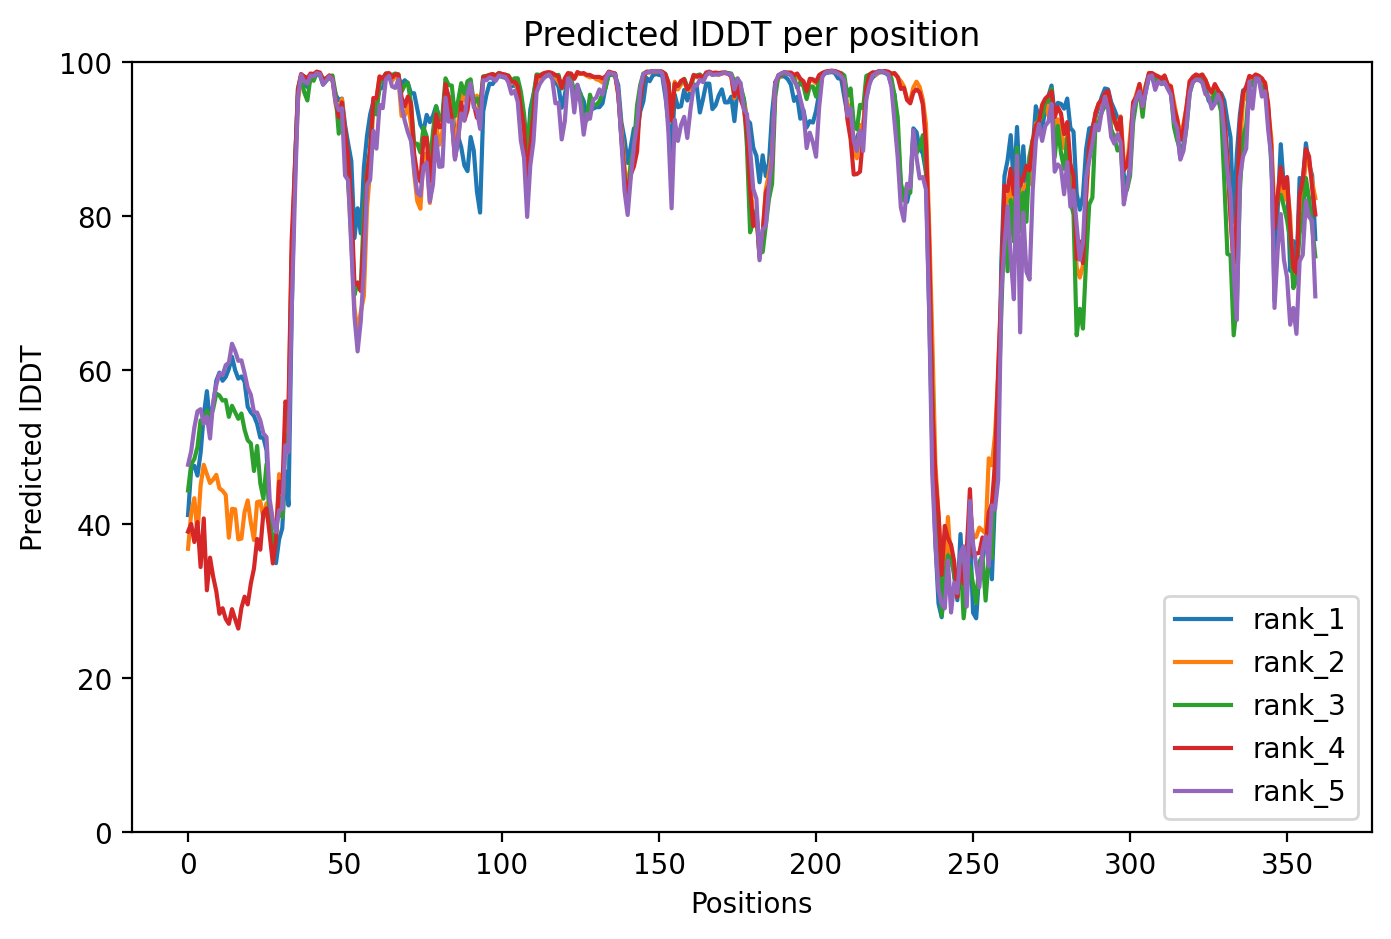 Predicted lDDT per position
100
80
60
40
20
0
Predicted lDDT
0 50 100 150 200 250 300 350
Positions
rank_1
rank_2
rank_3
rank_4
rank_5